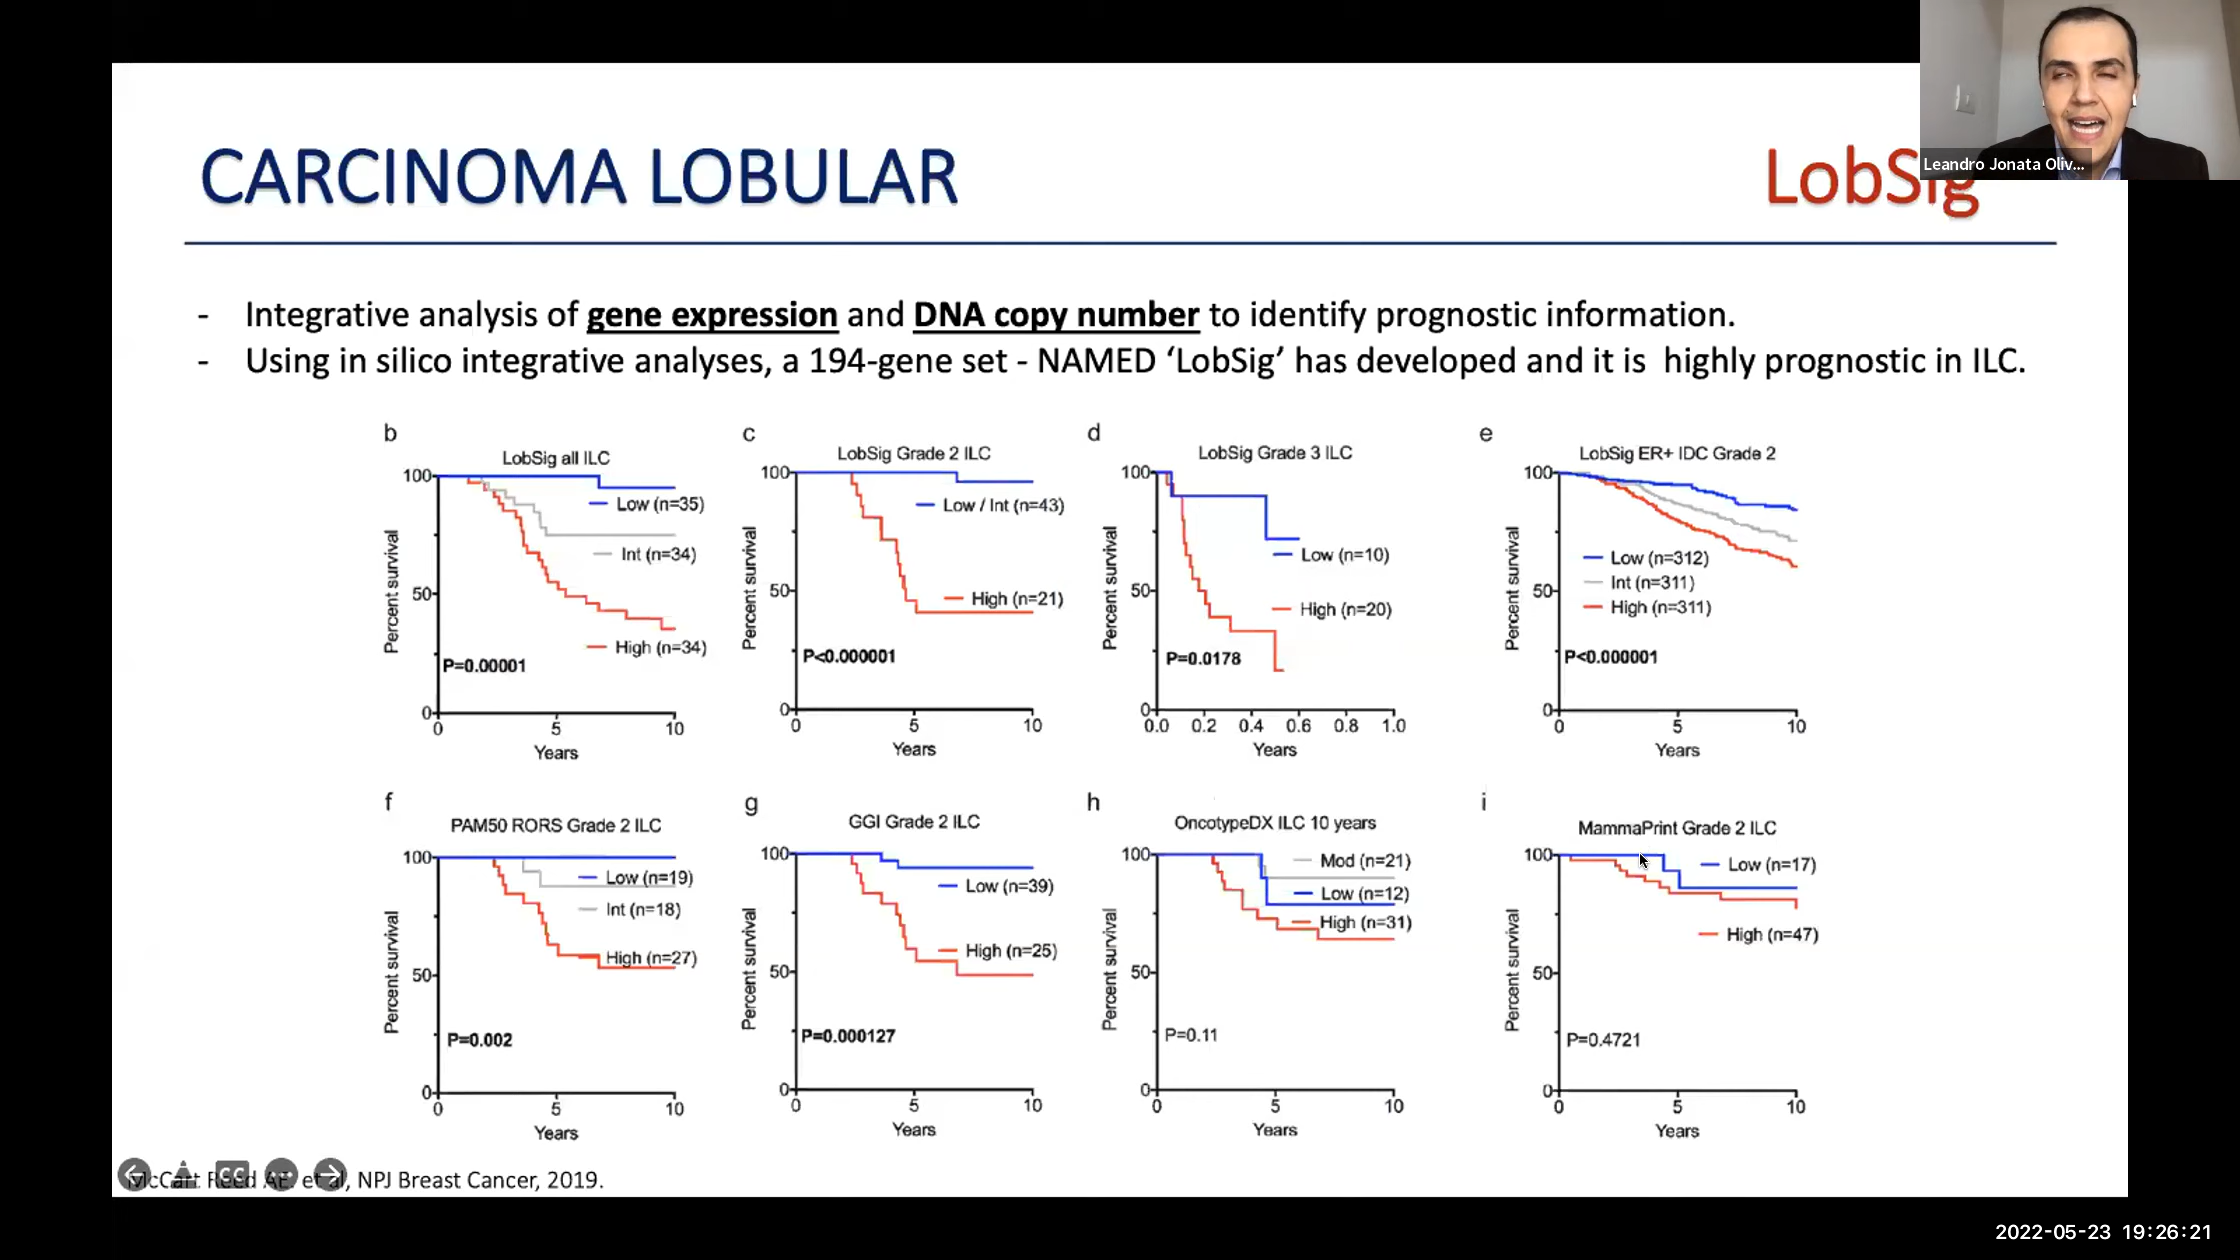 Leandro Jonata Oliv...
CARCINOMA LOBULAR
LobSig
- Integrative analysis of gene expression and DNA copy number to identify prognostic information.
- Using in silico integrative analyses, a 194-gene set - NAMED ‘LobSig’ has developed and it is highly prognostic in ILC.
b
LobSig all ILC
100
50
0
Percent survival
Low (n=35)
Int (n=34)
High (n=34)
P=0.00001
0 5 10
Years
c
LobSig Grade 2 ILC
100
50
0
Percent survival
Low / Int (n=43)
High (n=21)
P<0.000001
0 5 10
Years
d
LobSig Grade 3 ILC
100
50
0
Percent survival
Low (n=10)
High (n=20)
P=0.0178
0.0 0.2 0.4 0.6 0.8 1.0
Years
e
LobSig ER+ IDC Grade 2
100
50
0
Percent survival
Low (n=312)
Int (n=311)
High (n=311)
P<0.000001
0 5 10
Years
f
PAM50 RORS Grade 2 ILC
100
50
0
Percent survival
Low (n=19)
Int (n=18)
High (n=27)
P=0.002
0 5 10
Years
g
GGI Grade 2 ILC
100
50
0
Percent survival
Low (n=39)
High (n=25)
P=0.000127
0 5 10
Years
h
OncotypeDX ILC 10 years
100
50
0
Percent survival
Mod (n=21)
Low (n=12)
High (n=31)
P=0.11
0 5 10
Years
i
MammaPrint Grade 2 ILC
100
50
0
Percent survival
Low (n=17)
High (n=47)
P=0.4721
0 5 10
Years
McCart Reed AE. et al, NPJ Breast Cancer, 2019.
CC
2022-05-23 19:26:21